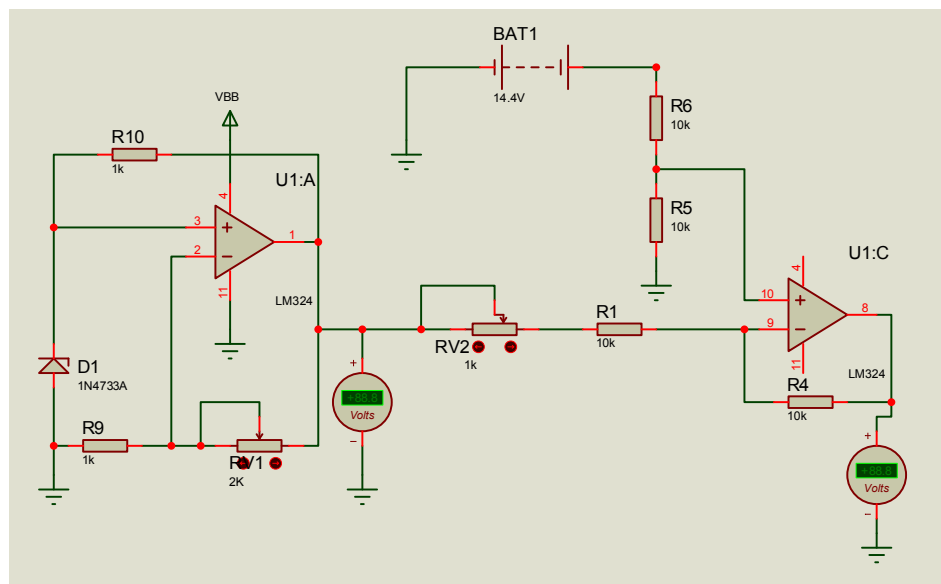 BAT1
14.4V
VBB
R10
1k
U1:A
4
3
2
1
11
LM324
R6
10k
R5
10k
U1:C
4
10
9
8
11
LM324
R1
10k
RV2
1k
R4
10k
D1
1N4733A
R9
1k
RV1
2K
+
+88.8
Volts
−
+
+88.8
Volts
−